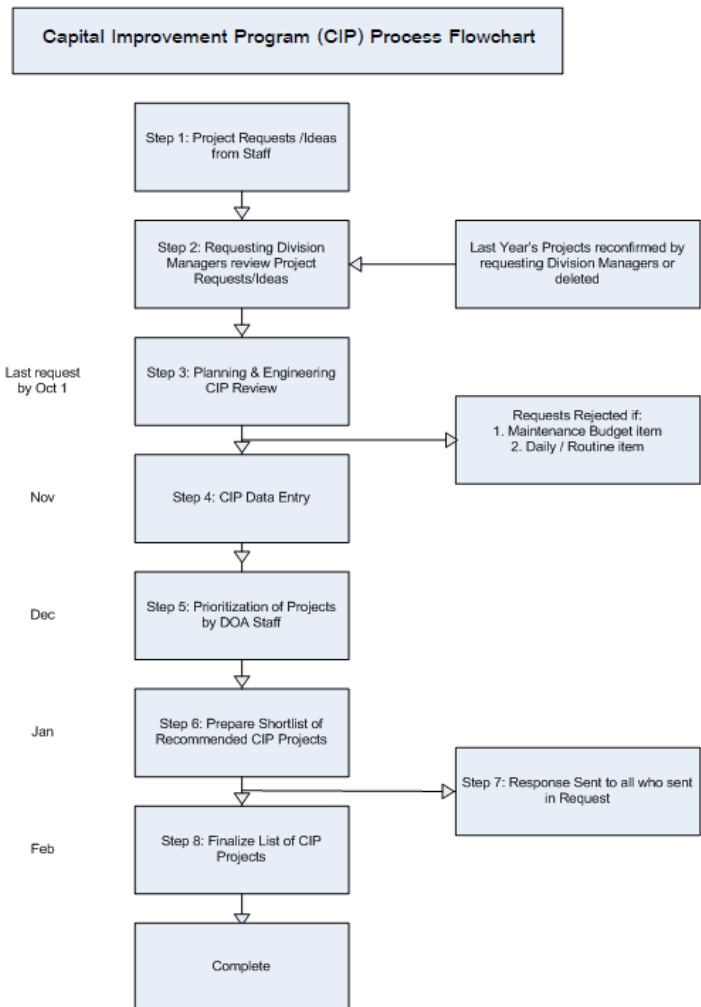 Capital Improvement Program (CIP) Process Flowchart
Step 1: Project Requests /Ideas
from Staff
Step 2: Requesting Division
Managers review Project
Requests/Ideas
Last Year's Projects reconfirmed by
requesting Division Managers or
deleted
Last request
by Oct 1
Step 3: Planning & Engineering
CIP Review
Requests Rejected if:
1. Maintenance Budget item
2. Daily / Routine item
Nov
Step 4: CIP Data Entry
Dec
Step 5: Prioritization of Projects
by DOA Staff
Jan
Step 6: Prepare Shortlist of
Recommended CIP Projects
Step 7: Response Sent to all who sent
in Request
Feb
Step 8: Finalize List of CIP
Projects
Complete